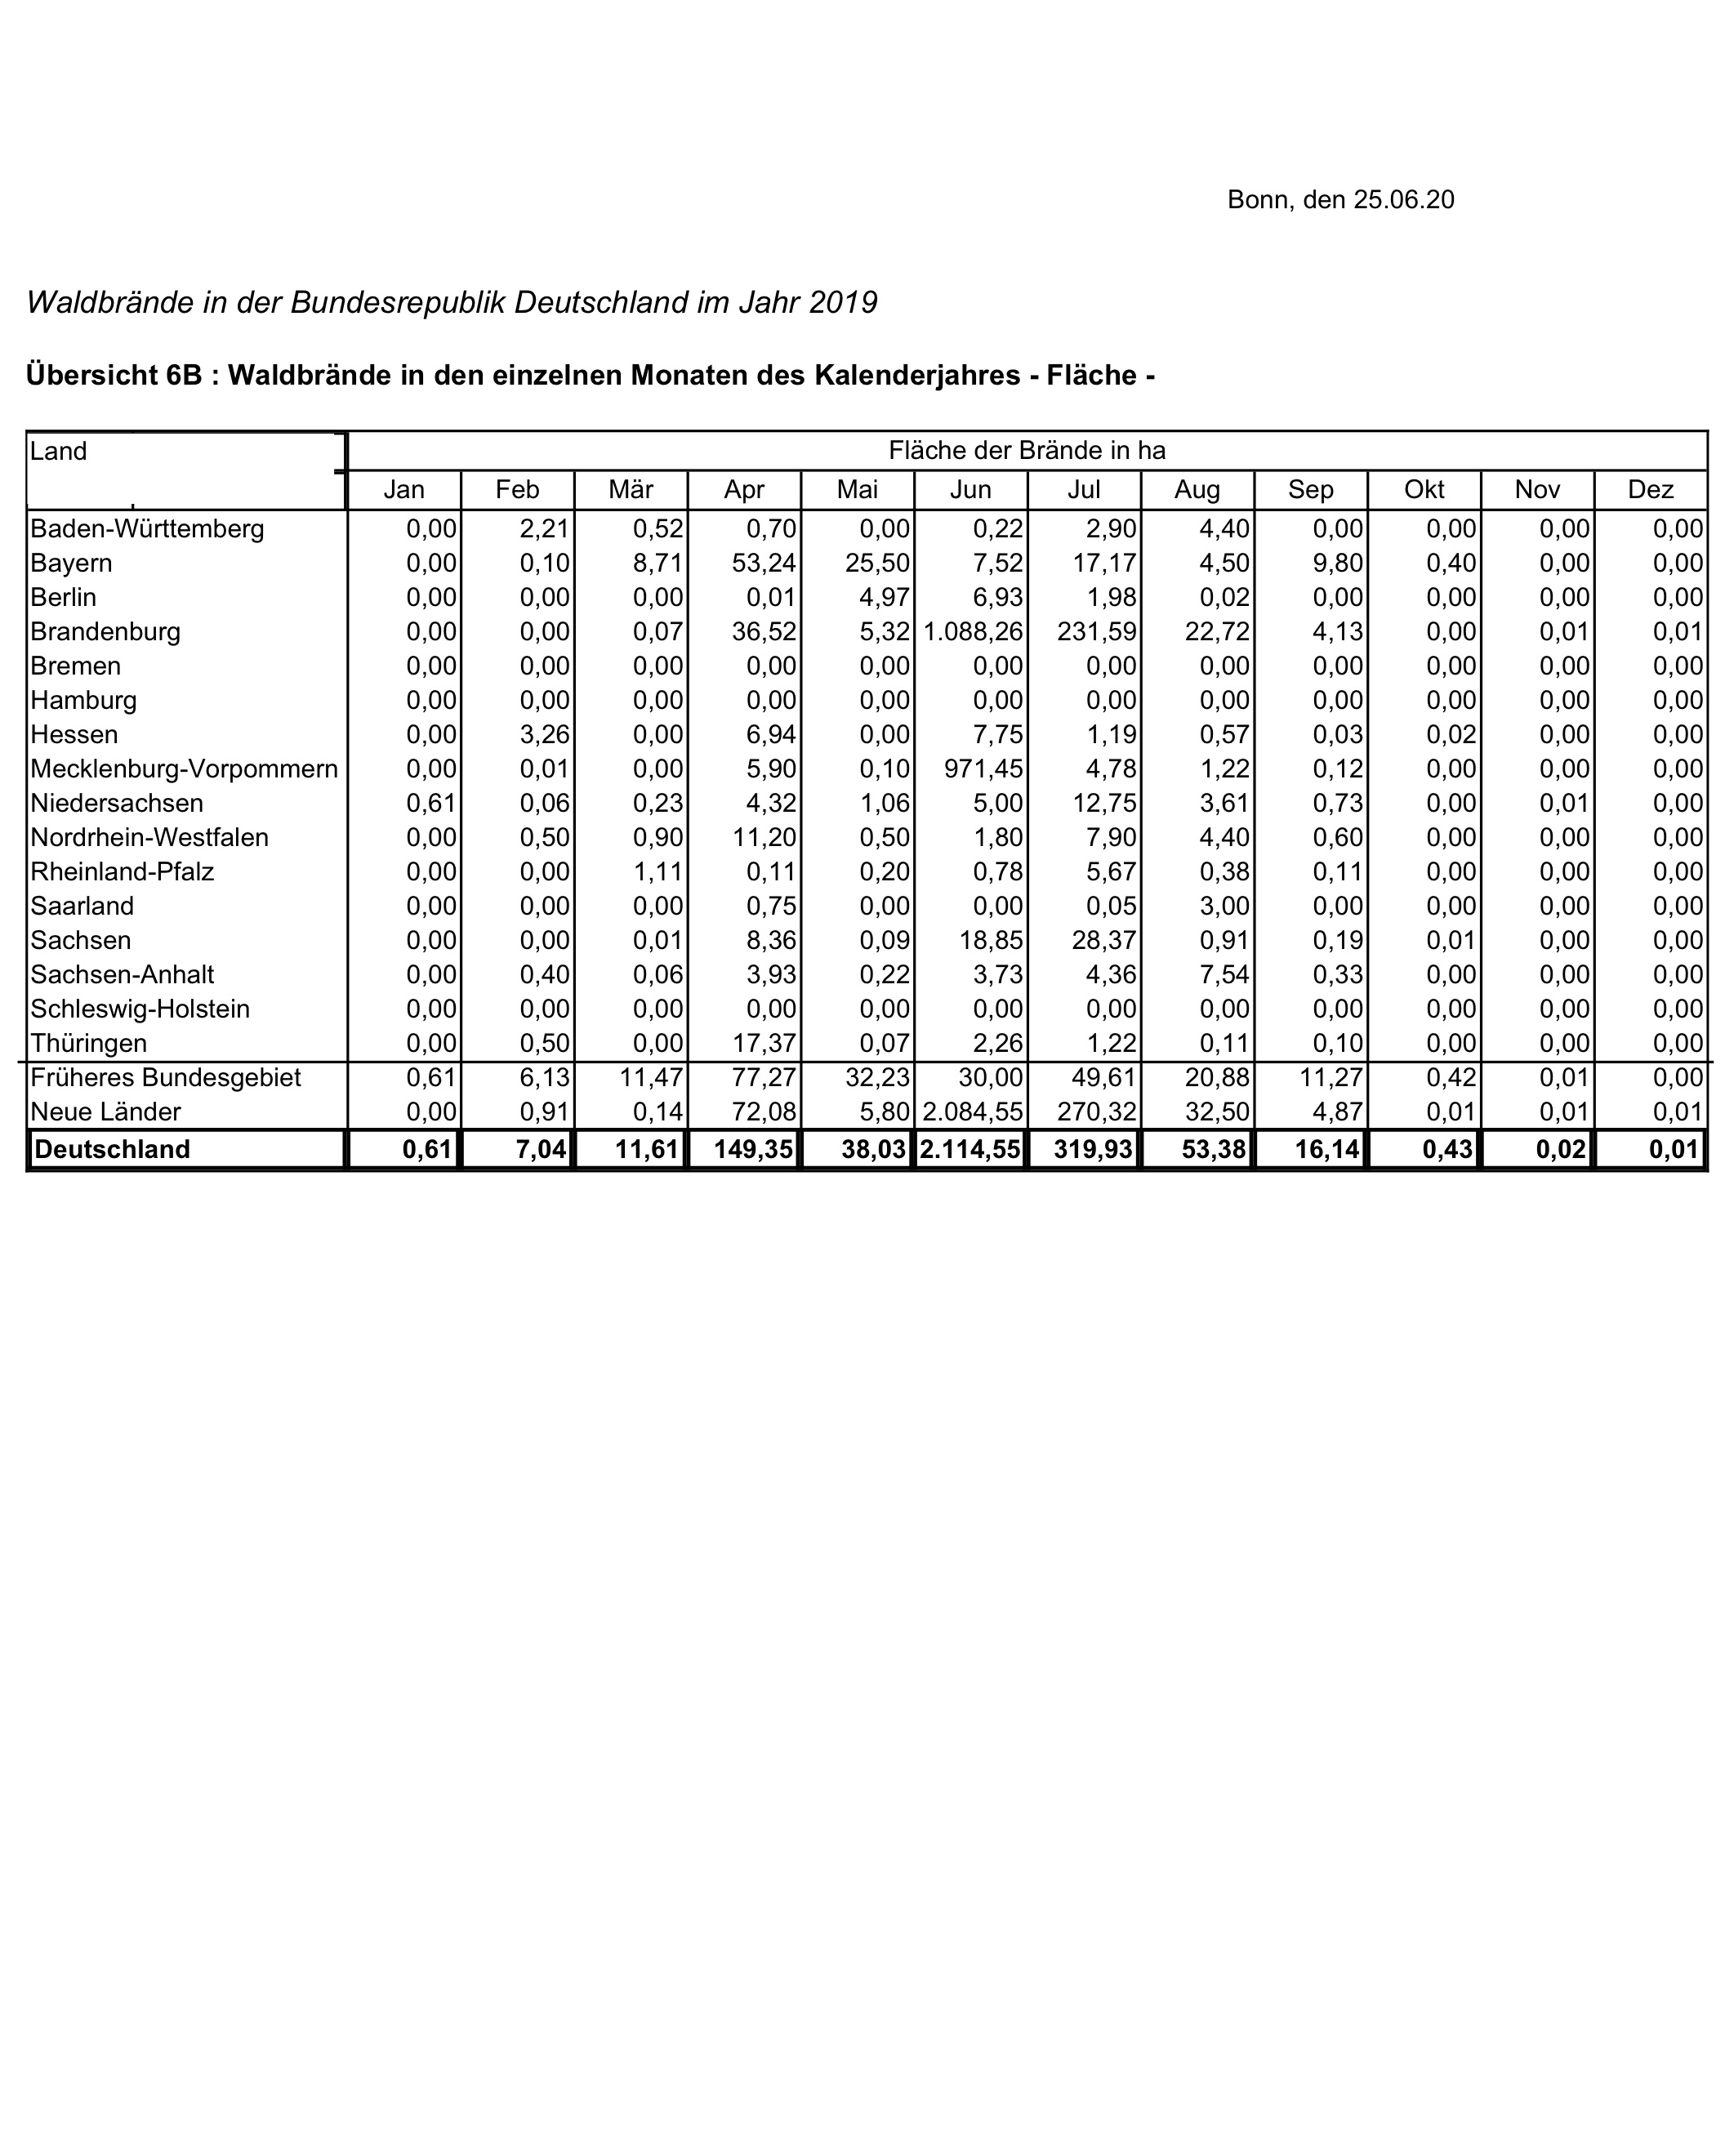 Bonn, den 25.06.20
Waldbrände in der Bundesrepublik Deutschland im Jahr 2019
Übersicht 6B : Waldbrände in den einzelnen Monaten des Kalenderjahres - Fläche -
Land Fläche der Brände in ha
Jan Feb Mär Apr Mai Jun Jul Aug Sep Okt Nov Dez
Baden-Württemberg 0,00 2,21 0,52 0,70 0,00 0,22 2,90 4,40 0,00 0,00 0,00 0,00
Bayern 0,00 0,10 8,71 53,24 25,50 7,52 17,17 4,50 9,80 0,40 0,00 0,00
Berlin 0,00 0,00 0,00 0,01 4,97 6,93 1,98 0,02 0,00 0,00 0,00 0,00
Brandenburg 0,00 0,00 0,07 36,52 5,32 1.088,26 231,59 22,72 4,13 0,00 0,01 0,01
Bremen 0,00 0,00 0,00 0,00 0,00 0,00 0,00 0,00 0,00 0,00 0,00 0,00
Hamburg 0,00 0,00 0,00 0,00 0,00 0,00 0,00 0,00 0,00 0,00 0,00 0,00
Hessen 0,00 3,26 0,00 6,94 0,00 7,75 1,19 0,57 0,03 0,02 0,00 0,00
Mecklenburg-Vorpommern 0,00 0,01 0,00 5,90 0,10 971,45 4,78 1,22 0,12 0,00 0,00 0,00
Niedersachsen 0,61 0,06 0,23 4,32 1,06 5,00 12,75 3,61 0,73 0,00 0,01 0,00
Nordrhein-Westfalen 0,00 0,50 0,90 11,20 0,50 1,80 7,90 4,40 0,60 0,00 0,00 0,00
Rheinland-Pfalz 0,00 0,00 1,11 0,11 0,20 0,78 5,67 0,38 0,11 0,00 0,00 0,00
Saarland 0,00 0,00 0,00 0,75 0,00 0,00 0,05 3,00 0,00 0,00 0,00 0,00
Sachsen 0,00 0,00 0,01 8,36 0,09 18,85 28,37 0,91 0,19 0,01 0,00 0,00
Sachsen-Anhalt 0,00 0,40 0,06 3,93 0,22 3,73 4,36 7,54 0,33 0,00 0,00 0,00
Schleswig-Holstein 0,00 0,00 0,00 0,00 0,00 0,00 0,00 0,00 0,00 0,00 0,00 0,00
Thüringen 0,00 0,50 0,00 17,37 0,07 2,26 1,22 0,11 0,10 0,00 0,00 0,00
Früheres Bundesgebiet 0,61 6,13 11,47 77,27 32,23 30,00 49,61 20,88 11,27 0,42 0,01 0,00
Neue Länder 0,00 0,91 0,14 72,08 5,80 2.084,55 270,32 32,50 4,87 0,01 0,01 0,01
Deutschland 0,61 7,04 11,61 149,35 38,03 2.114,55 319,93 53,38 16,14 0,43 0,02 0,01